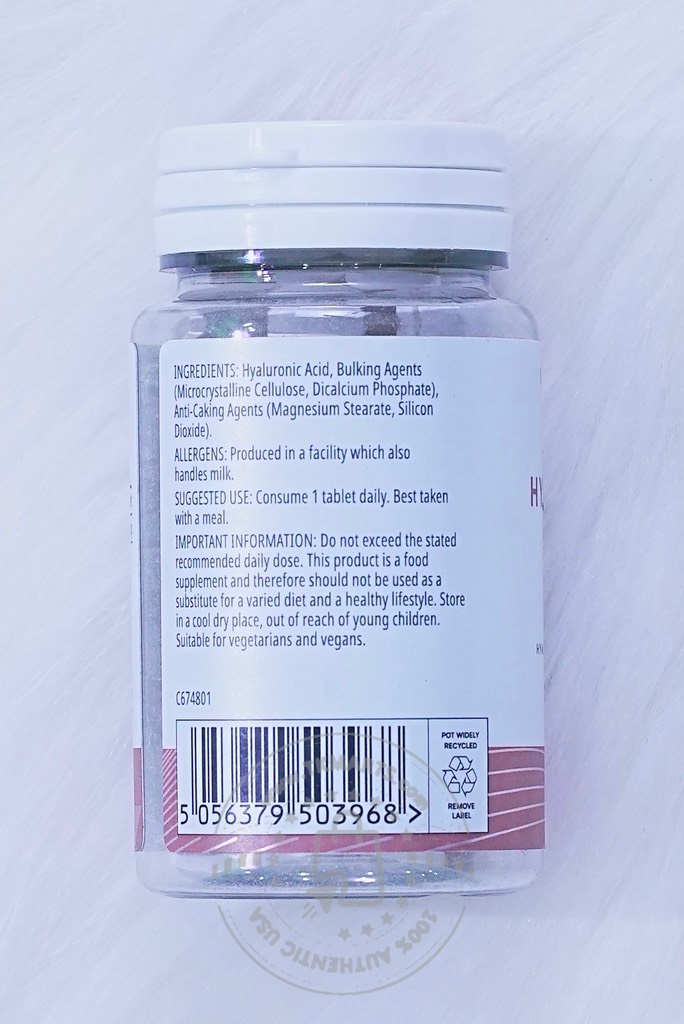 INGREDIENTS: Hyaluronic Acid, Bulking Agents
(Microcrystalline Cellulose, Dicalcium Phosphate),
Anti-Caking Agents (Magnesium Stearate, Silicon
Dioxide).
ALLERGENS: Produced in a facility which also
handles milk.
SUGGESTED USE: Consume 1 tablet daily. Best taken
with a meal.
IMPORTANT INFORMATION: Do not exceed the stated
recommended daily dose. This product is a food
supplement and therefore should not be used as a
substitute for a varied diet and a healthy lifestyle. Store
in a cool dry place, out of reach of young children.
Suitable for vegetarians and vegans.
C674801
POT WIDELY
RECYCLED
REMOVE
LABEL
5 056379 503968 >
100% AUTHENTIC USA